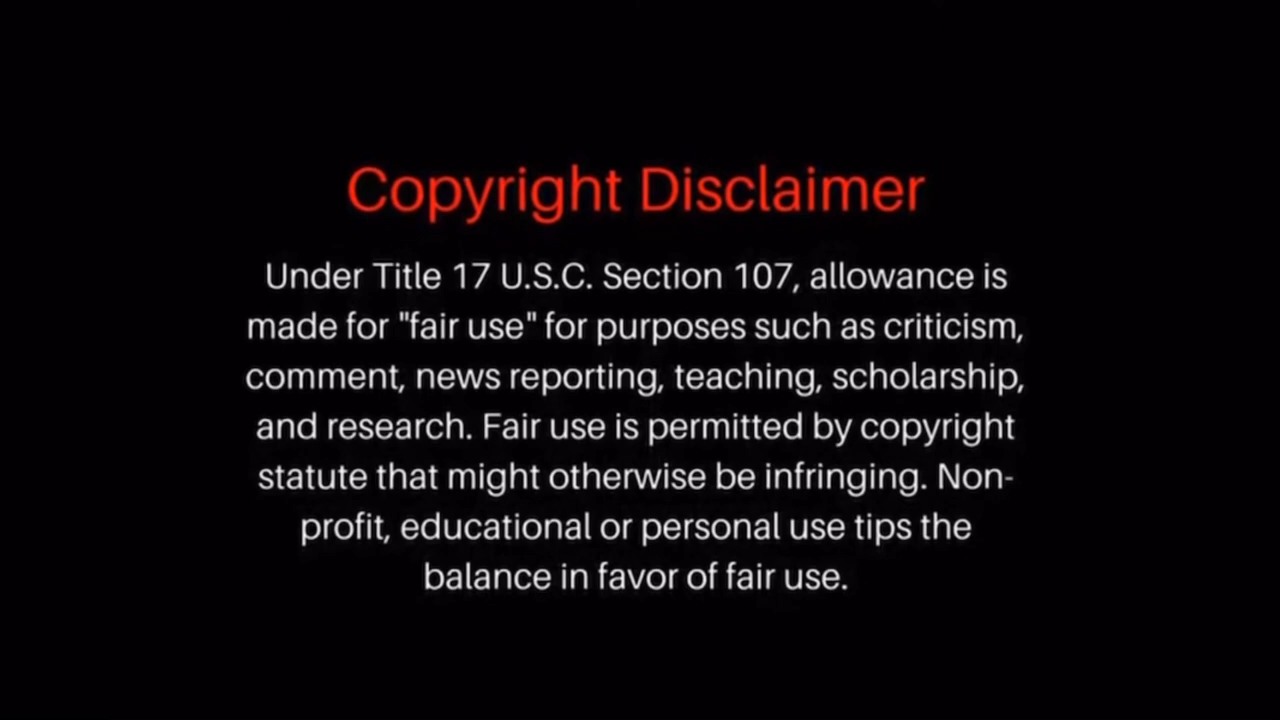 Copyright Disclaimer
Under Title 17 U.S.C. Section 107, allowance is
made for "fair use" for purposes such as criticism,
comment, news reporting, teaching, scholarship,
and research. Fair use is permitted by copyright
statute that might otherwise be infringing. Non-
profit, educational or personal use tips the
balance in favor of fair use.